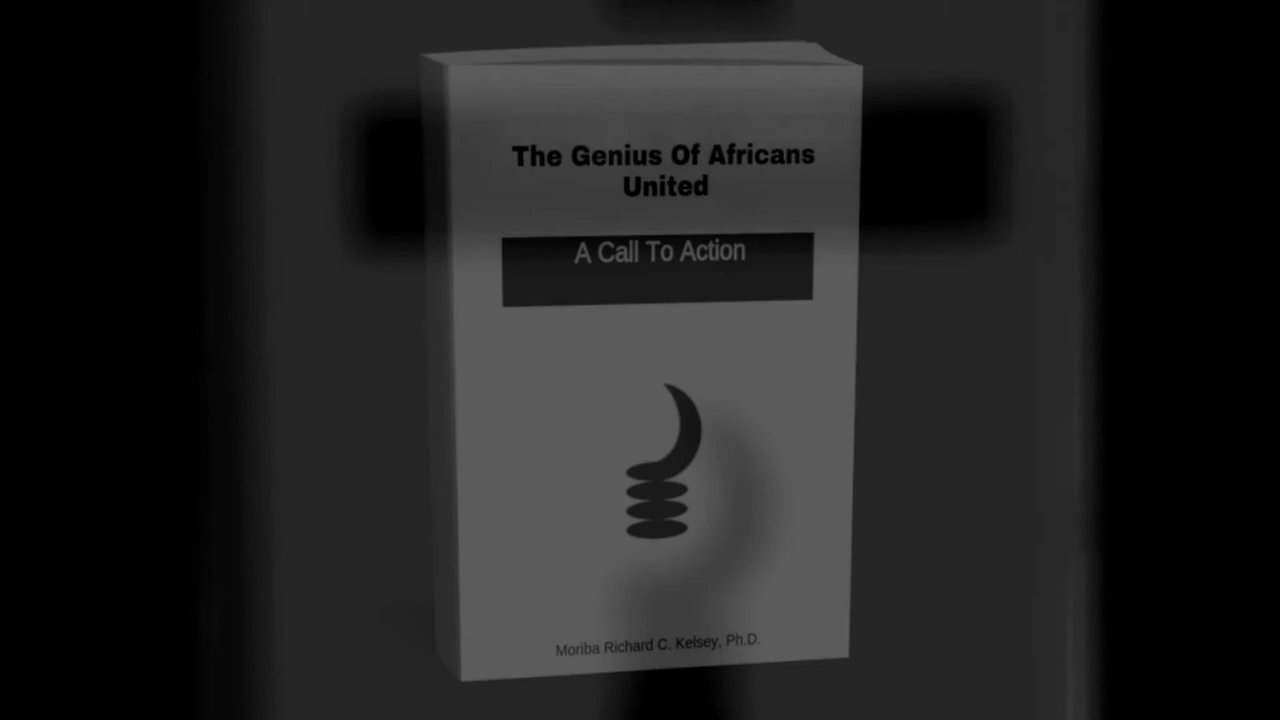 The Genius Of Africans
United
A Call To Action
Moriba Richard C. Kelsey, Ph.D.